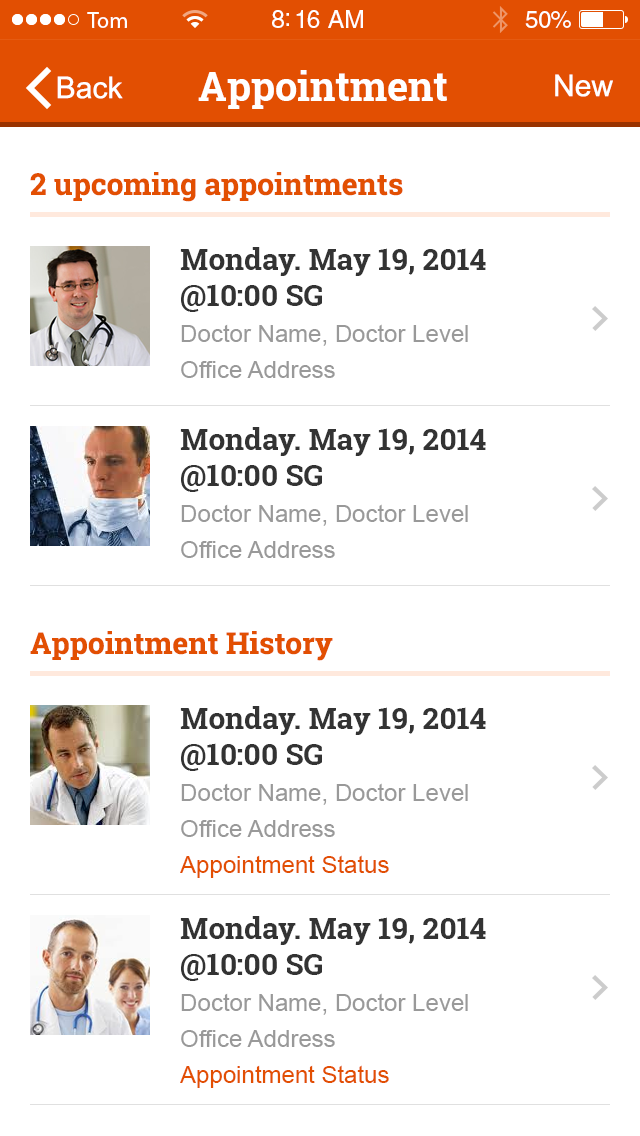 Tom 8:16 AM 50%
Back Appointment New
2 upcoming appointments
Monday. May 19, 2014
@10:00 SG
Doctor Name, Doctor Level
Office Address
Monday. May 19, 2014
@10:00 SG
Doctor Name, Doctor Level
Office Address
Appointment History
Monday. May 19, 2014
@10:00 SG
Doctor Name, Doctor Level
Office Address
Appointment Status
Monday. May 19, 2014
@10:00 SG
Doctor Name, Doctor Level
Office Address
Appointment Status